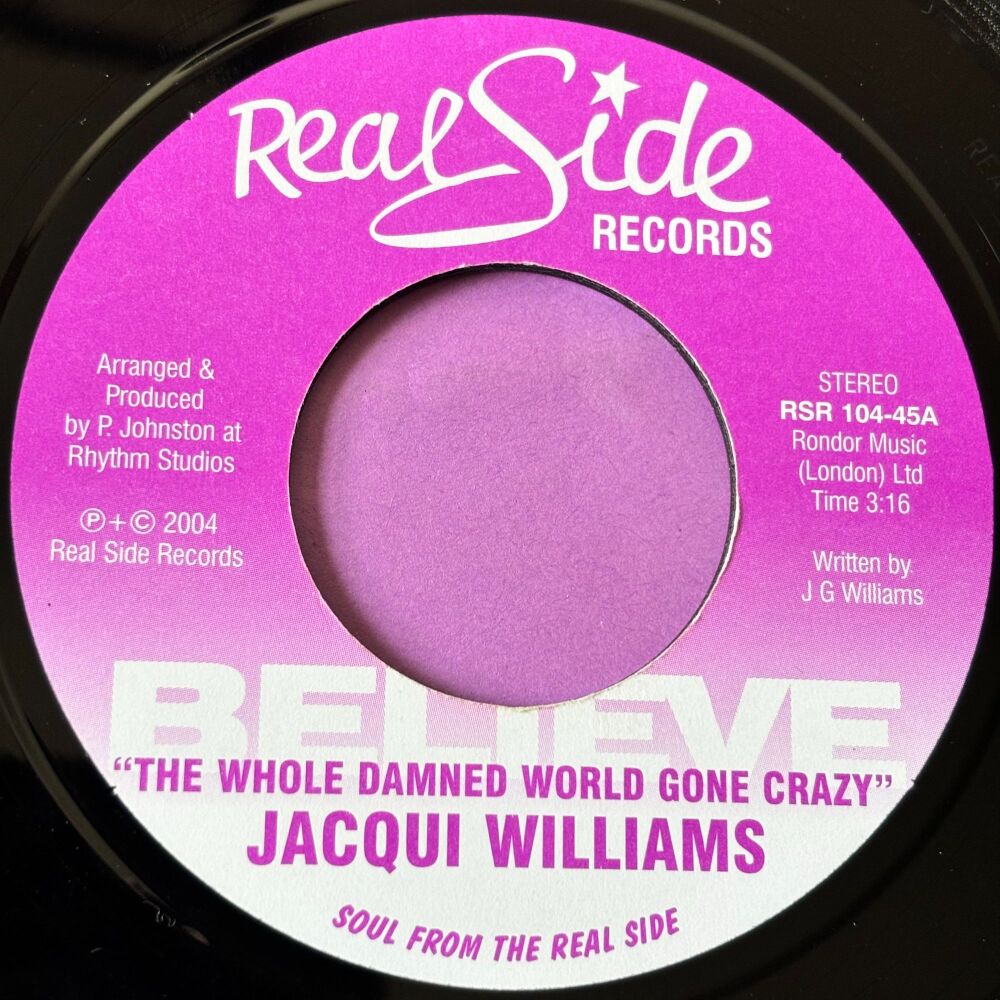 Real Side
RECORDS
Arranged &
Produced
by P. Johnston at
Rhythm Studios
℗+© 2004
Real Side Records
STEREO
RSR 104-45A
Rondor Music
(London) Ltd
Time 3:16
Written by
J G Williams
BELIEVE
“THE WHOLE DAMNED WORLD GONE CRAZY”
JACQUI WILLIAMS
SOUL FROM THE REAL SIDE